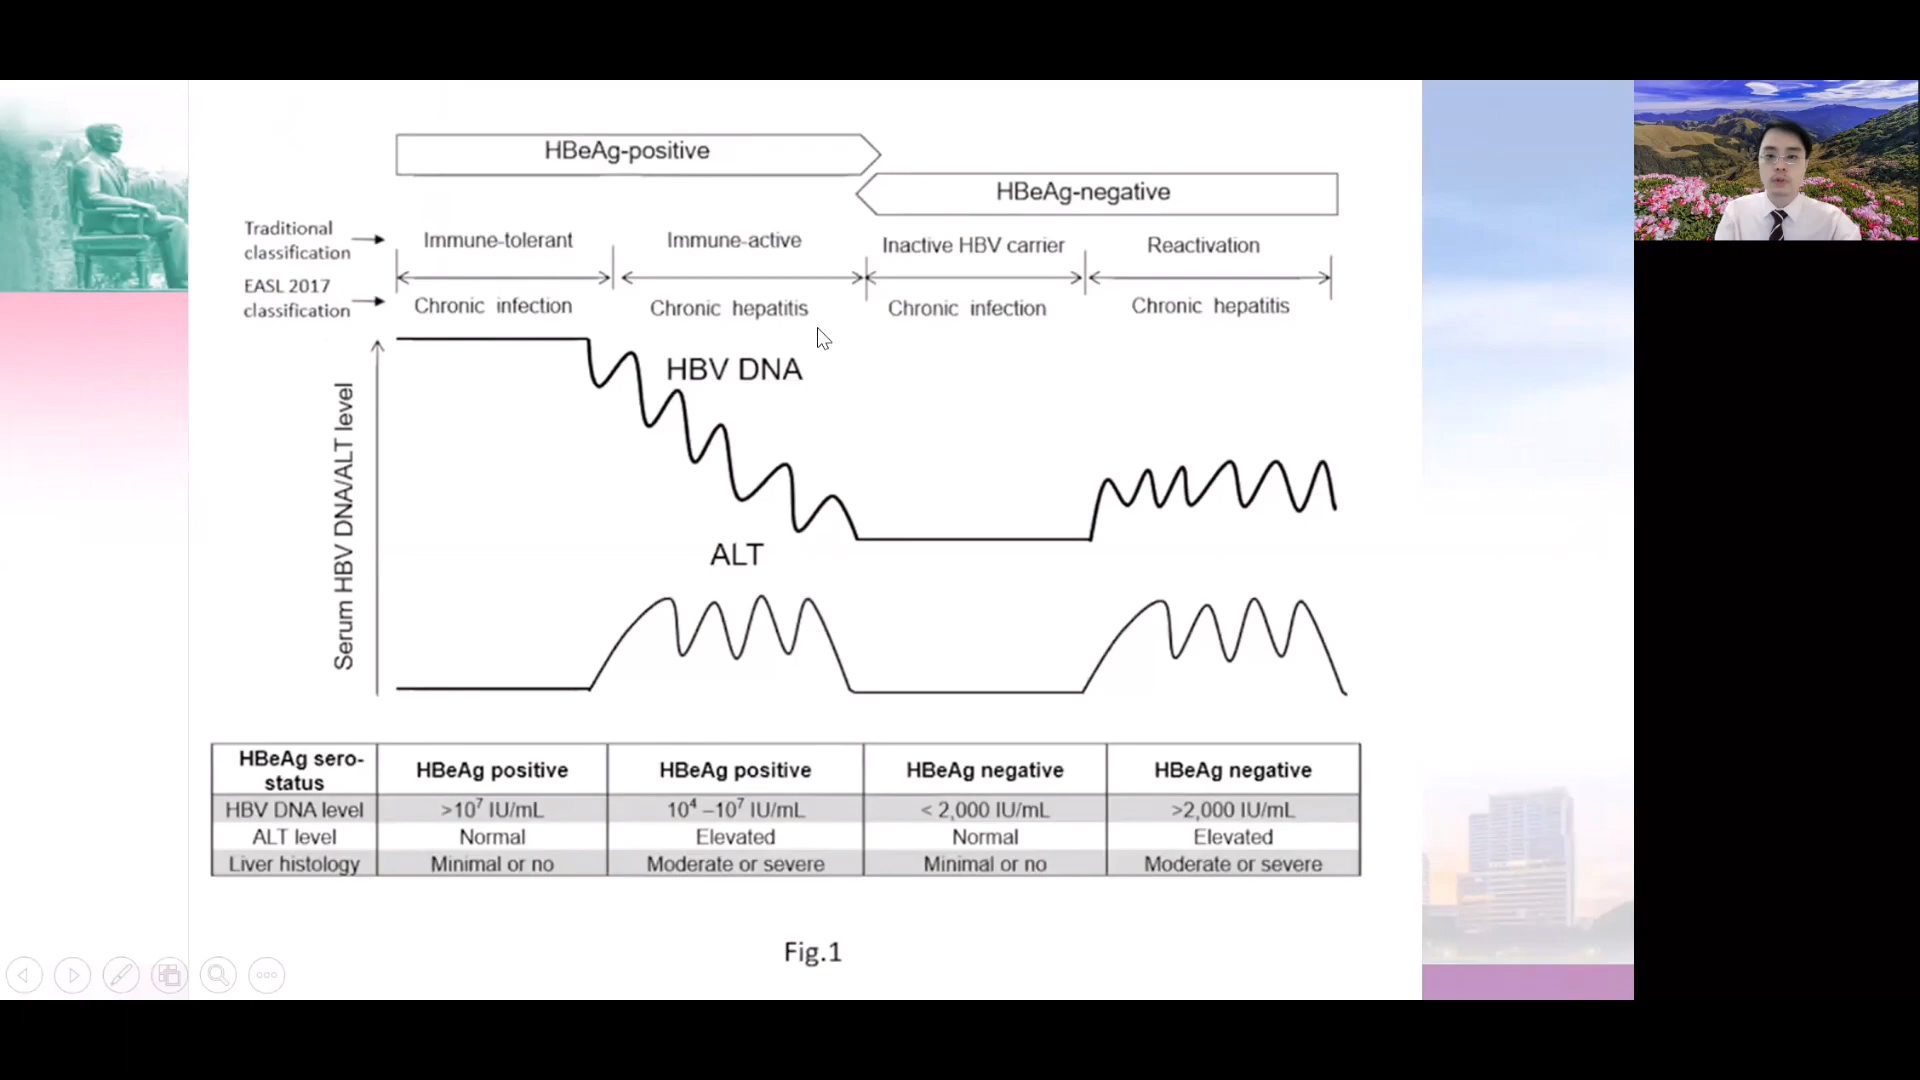 HBeAg-positive
HBeAg-negative
Traditional
classification
Immune-tolerant
Immune-active
Inactive HBV carrier
Reactivation
EASL 2017
classification
Chronic infection
Chronic hepatitis
Chronic infection
Chronic hepatitis
Serum HBV DNA/ALT level
HBV DNA
ALT
HBeAg sero-
status
HBeAg positive
HBeAg positive
HBeAg negative
HBeAg negative
HBV DNA level
>10⁷ IU/mL
10⁴ –10⁷ IU/mL
< 2,000 IU/mL
>2,000 IU/mL
ALT level
Normal
Elevated
Normal
Elevated
Liver histology
Minimal or no
Moderate or severe
Minimal or no
Moderate or severe
Fig.1